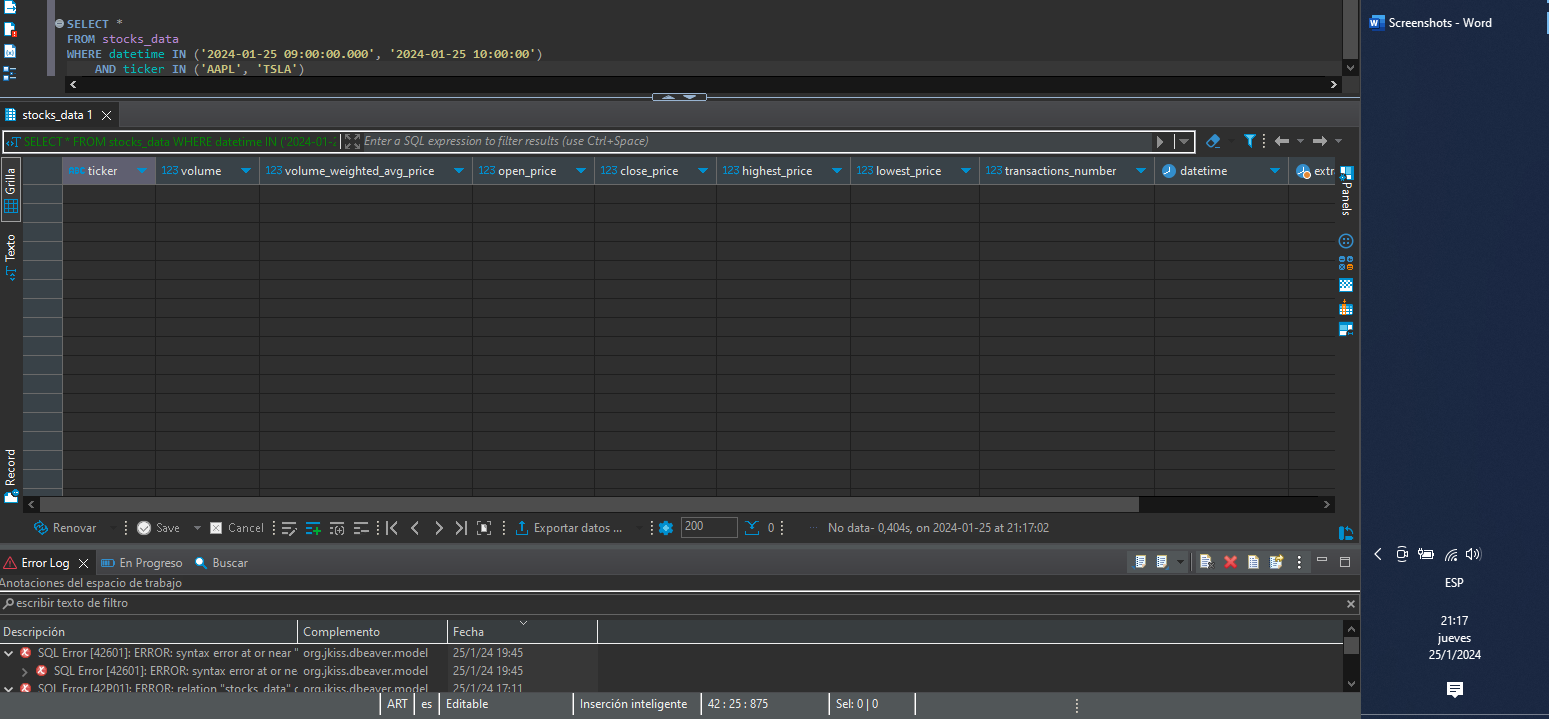 SELECT *
FROM stocks_data
WHERE datetime IN ('2024-01-25 09:00:00.000', '2024-01-25 10:00:00')
AND ticker IN ('AAPL', 'TSLA')
Screenshots - Word
stocks_data 1
SELECT * FROM stocks_data WHERE datetime IN ('2024-01-2 Enter a SQL expression to filter results (use Ctrl+Space)
Grilla
Texto
Record
ABC ticker 123 volume 123 volume_weighted_avg_price 123 open_price 123 close_price 123 highest_price 123 lowest_price 123 transactions_number datetime extr
Panels
Renovar Save Cancel Exportar datos ... 200 0 No data- 0,404s, on 2024-01-25 at 21:17:02
Error Log En Progreso Buscar
Anotaciones del espacio de trabajo
escribir texto de filtro
Descripción Complemento Fecha
SQL Error [42601]: ERROR: syntax error at or near " org.jkiss.dbeaver.model 25/1/24 19:45
SQL Error [42601]: ERROR: syntax error at or nea org.jkiss.dbeaver.model 25/1/24 19:45
SQL Error [42P01]: ERROR: relation "stocks_data" c org.jkiss.dbeaver.model 25/1/24 17:11
ART es Editable Inserción inteligente 42 : 25 : 875 Sel: 0 | 0
ESP
21:17
jueves
25/1/2024